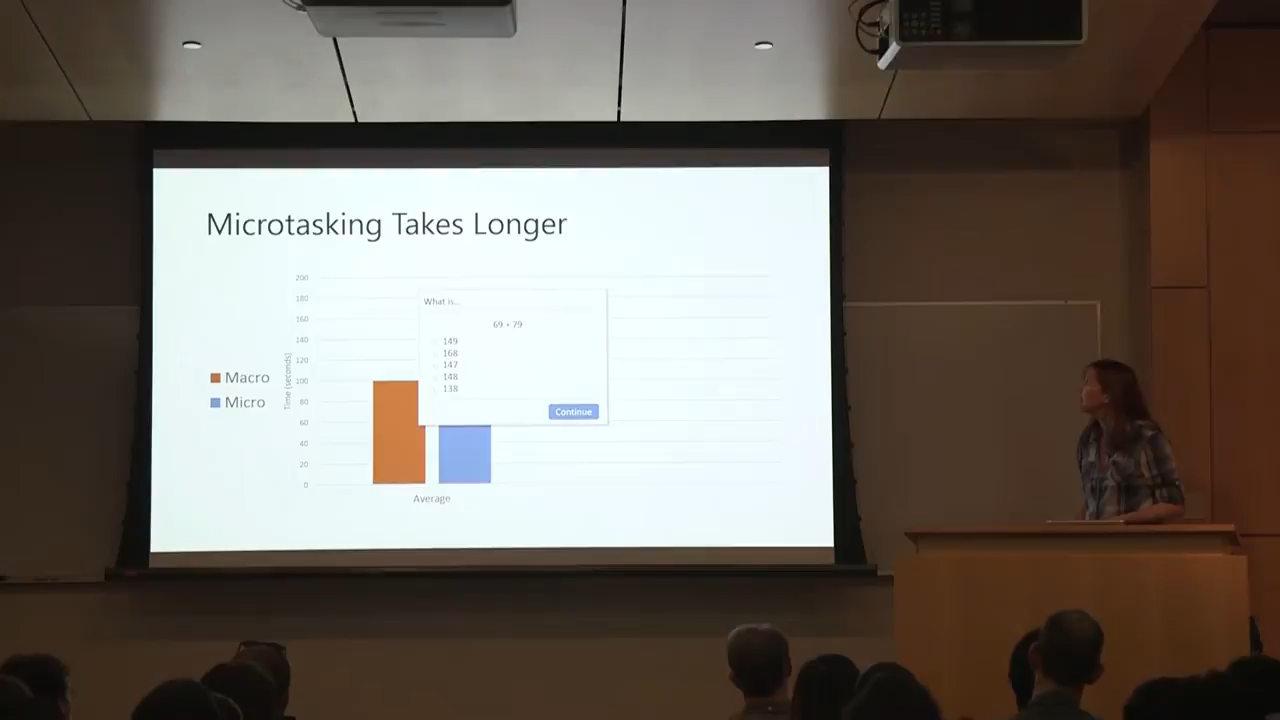 Microtasking Takes Longer
200
180
160
140
120
100
80
60
40
20
0
Time (seconds)
Macro
Micro
What is...
69 + 79
149
168
147
148
138
Continue
Average